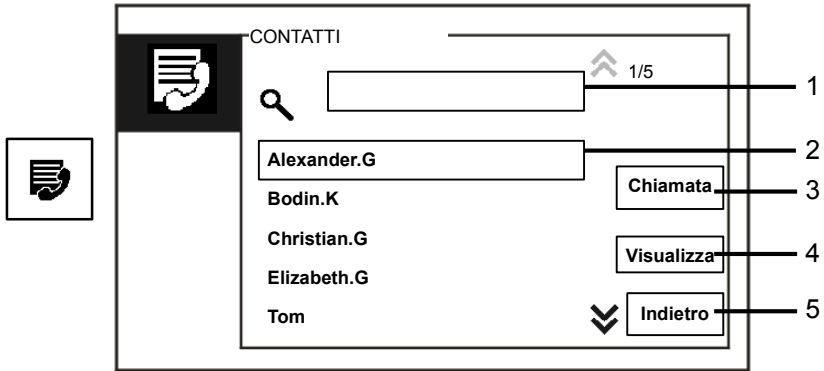 CONTATTI
1/5
1
Alexander.G
2
Bodin.K
Chiamata
3
Christian.G
Visualizza
4
Elizabeth.G
Tom
Indietro
5